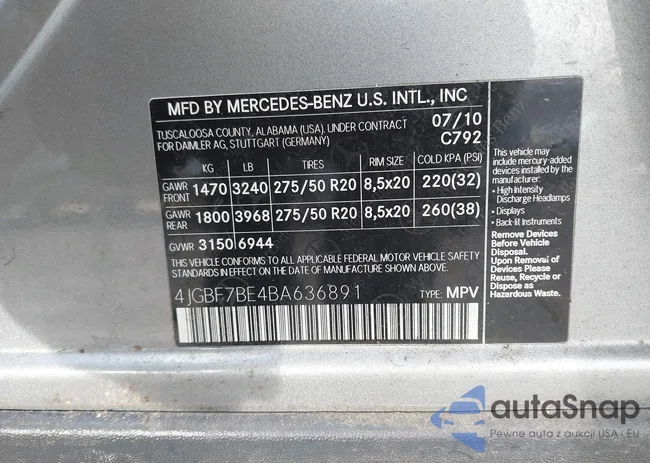 MFD BY MERCEDES-BENZ U.S. INTL., INC
TUSCALOOSA COUNTY, ALABAMA (USA). UNDER CONTRACT 07/10
FOR DAIMLER AG, STUTTGART (GERMANY) C792
KG LB TIRES RIM SIZE COLD KPA (PSI)
GAWR FRONT 1470 3240 275/50 R20 8,5x20 220(32)
GAWR REAR 1800 3968 275/50 R20 8,5x20 260(38)
GVWR 3150 6944
THIS VEHICLE CONFORMS TO ALL APPLICABLE FEDERAL MOTOR VEHICLE SAFETY
STANDARDS IN EFFECT ON THE DATE OF MANUFACTURE SHOWN ABOVE.
4JGBF7BE4BA636891 TYPE: MPV
This vehicle may
include mercury-added
devices installed by the
manufacturer:
• High Intensity
Discharge Headlamps
• Displays
• Back-lit Instruments
Remove Devices
Before Vehicle
Disposal.
Upon Removal of
Devices Please
Reuse, Recycle or
Dispose as
Hazardous Waste.
autoSnap
Pewne auta z aukcji USA i EU